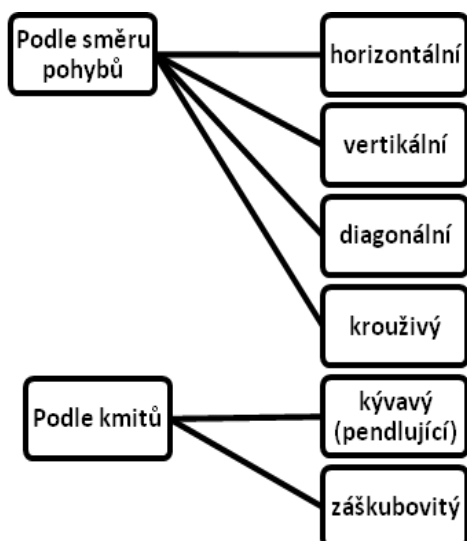 Podle směru
pohybů
horizontální
vertikální
diagonální
krouživý
Podle kmitů
kývavý
(pendlující)
záškubovitý